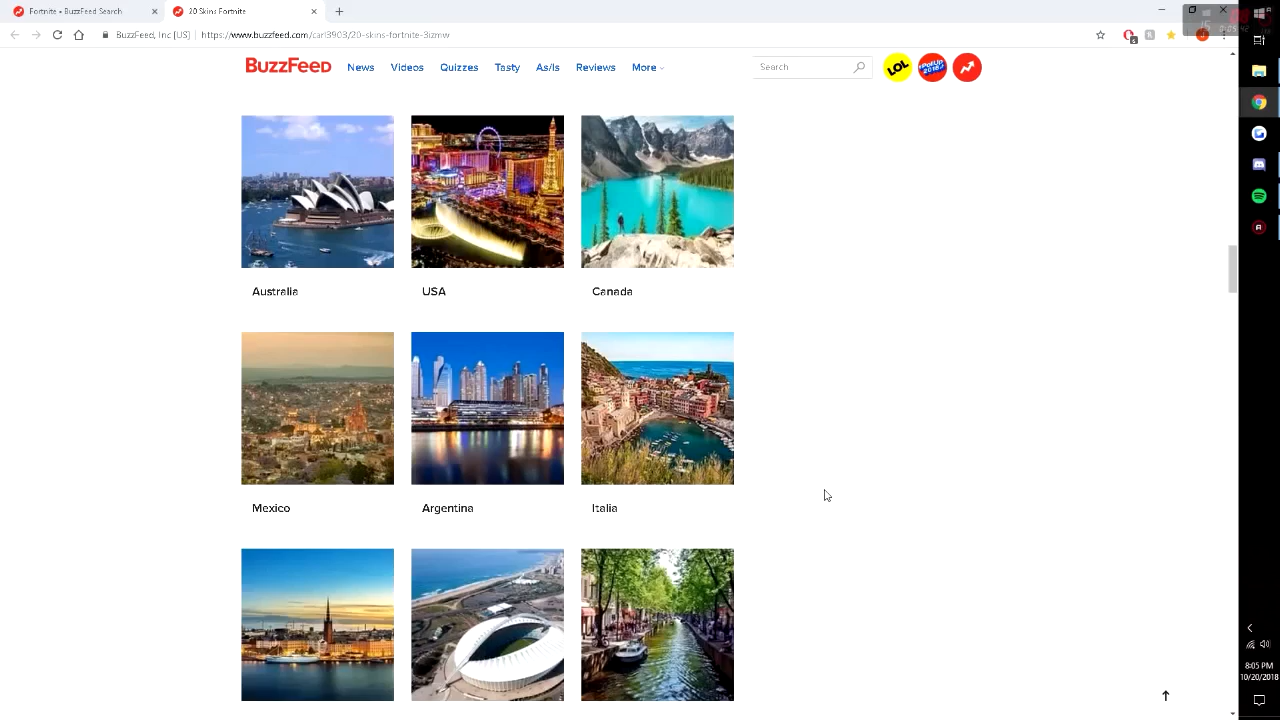 Fortnite - BuzzFeed Search
20 Skins Fortnite
BuzzFeed, Inc [US]
https://www.buzzfeed.com/carl3903/20-skins-fortnite-3izmw
BuzzFeed
News
Videos
Quizzes
Tasty
As/Is
Reviews
More
Search
LOL
Australia
USA
Canada
Mexico
Argentina
Italia
8:05 PM
10/20/2018